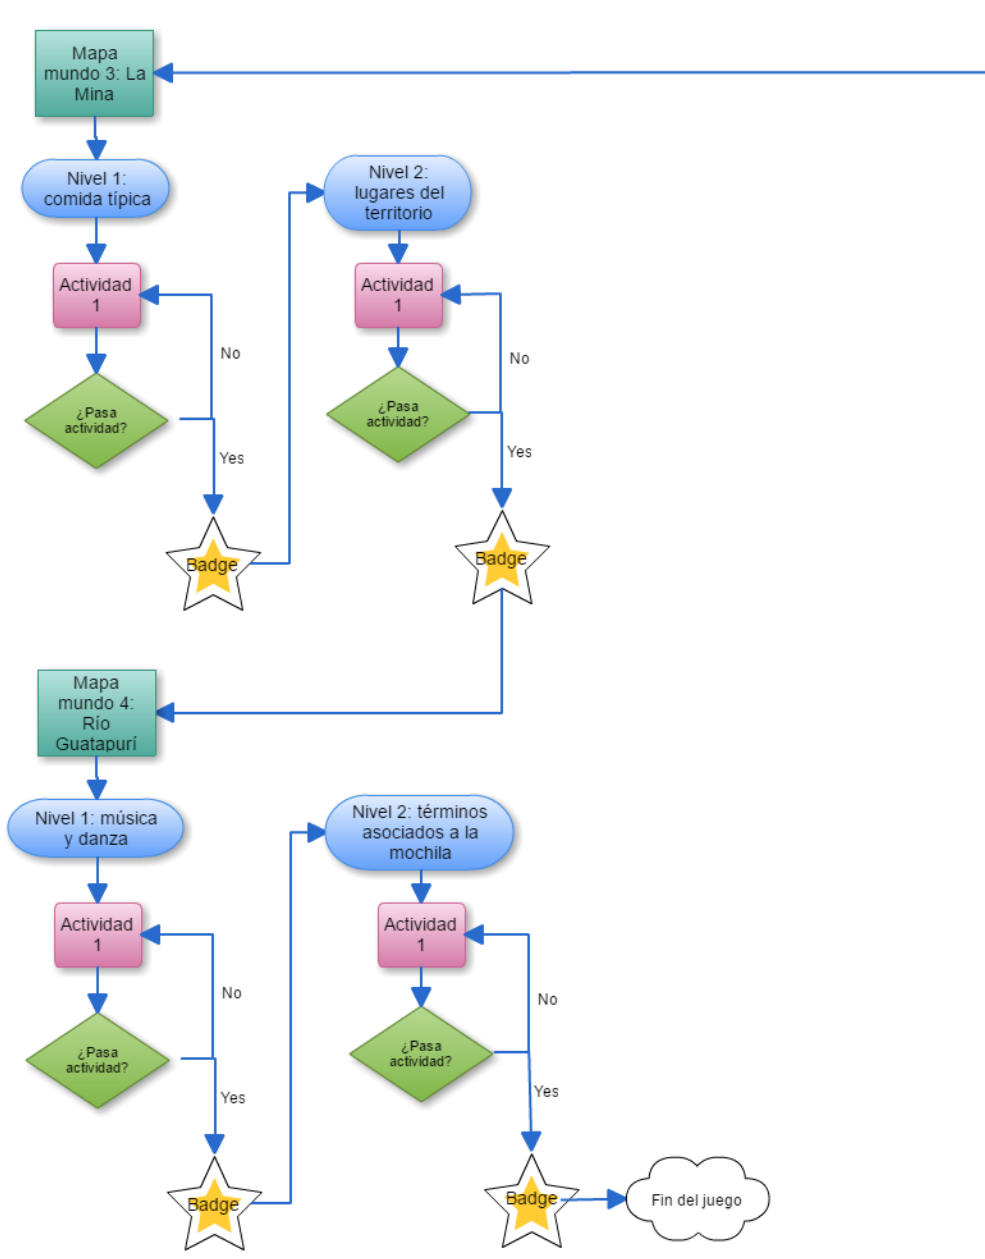 Mapa
mundo 3: La
Mina
Nivel 1:
comida típica
Nivel 2:
lugares del
territorio
Actividad
1
Actividad
1
No
No
¿Pasa
actividad?
¿Pasa
actividad?
Yes
Yes
Badge
Badge
Mapa
mundo 4:
Río
Guatapurí
Nivel 1: música
y danza
Nivel 2: términos
asociados a la
mochila
Actividad
1
Actividad
1
No
No
¿Pasa
actividad?
¿Pasa
actividad?
Yes
Yes
Badge
Badge
Fin del juego